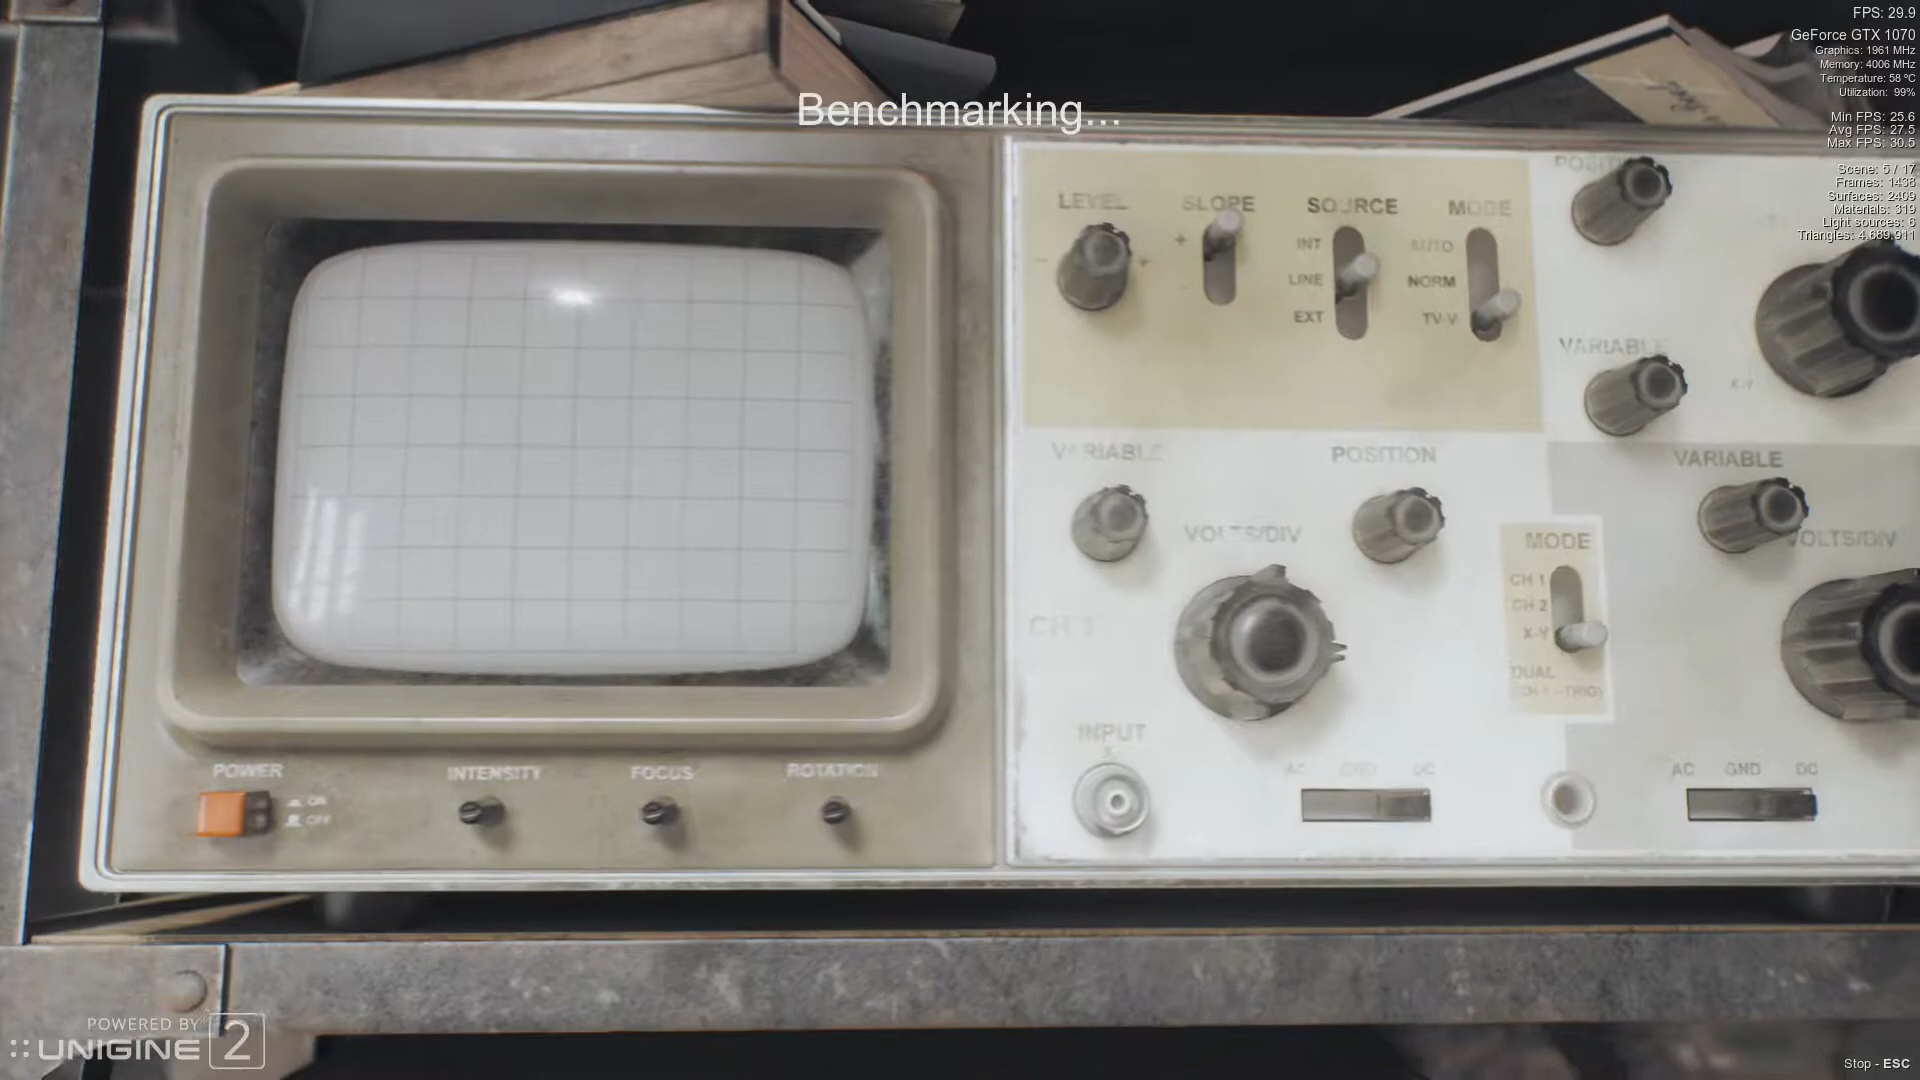 FPS: 29.9
GeForce GTX 1070
Graphics: 1961 MHz
Memory: 4006 MHz
Temperature: 58 °C
Utilization: 99%
Min FPS: 25.6
Avg FPS: 27.5
Max FPS: 30.5
Scene: 5 / 17
Frames: 1438
Surfaces: 2409
Materials: 319
Light sources: 6
Triangles: 4,689,911
Benchmarking...
LEVEL SLOPE SOURCE MODE
POSITION
- +
+
INT
LINE
EXT
AUTO
NORM
TV-V
VARIABLE
X-Y
VARIABLE POSITION VARIABLE
VOLTS/DIV VOLTS/DIV
MODE
CH 1
CH 2
X-Y
DUAL
CH 1
INPUT
X
AC GND DC
AC GND DC
POWER INTENSITY FOCUS ROTATION
ON
OFF
POWERED BY
UNIGINE 2
Stop - ESC